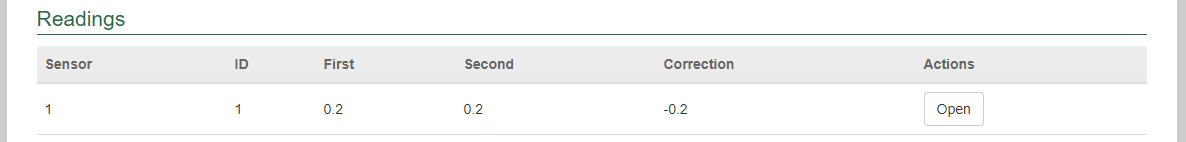 Readings
Sensor ID First Second Correction Actions
1 1 0.2 0.2 -0.2 Open